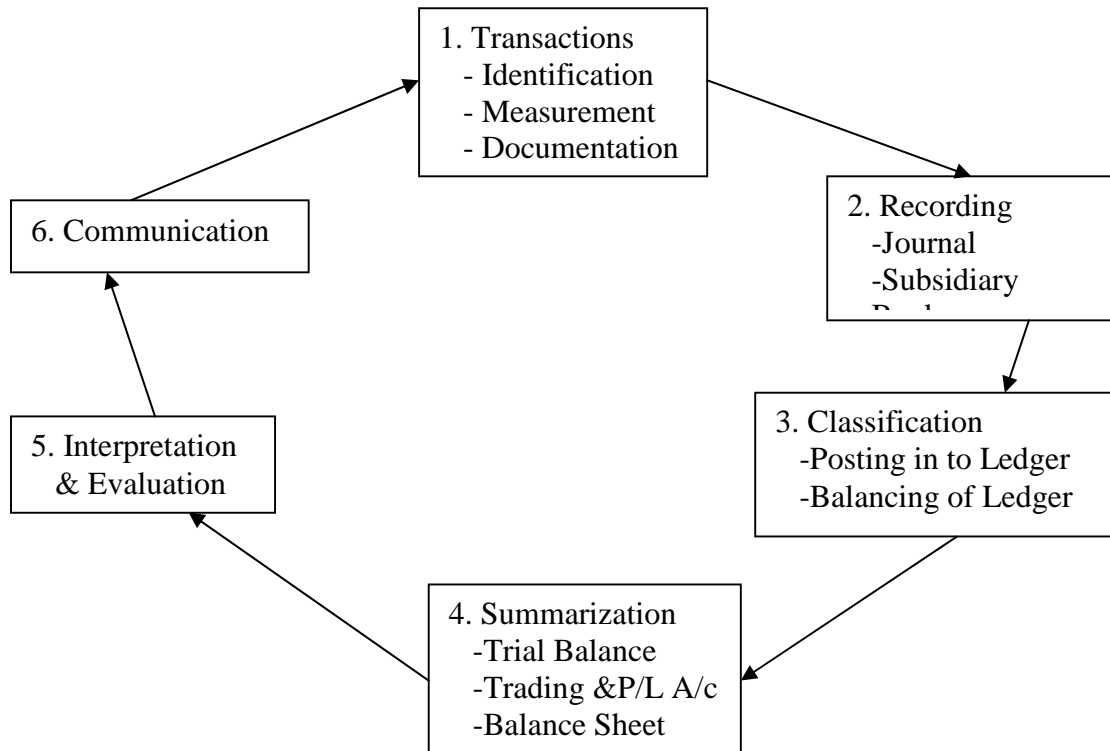 1. Transactions
- Identification
- Measurement
- Documentation
2. Recording
-Journal
-Subsidiary
3. Classification
-Posting in to Ledger
-Balancing of Ledger
4. Summarization
-Trial Balance
-Trading &P/L A/c
-Balance Sheet
5. Interpretation
& Evaluation
6. Communication